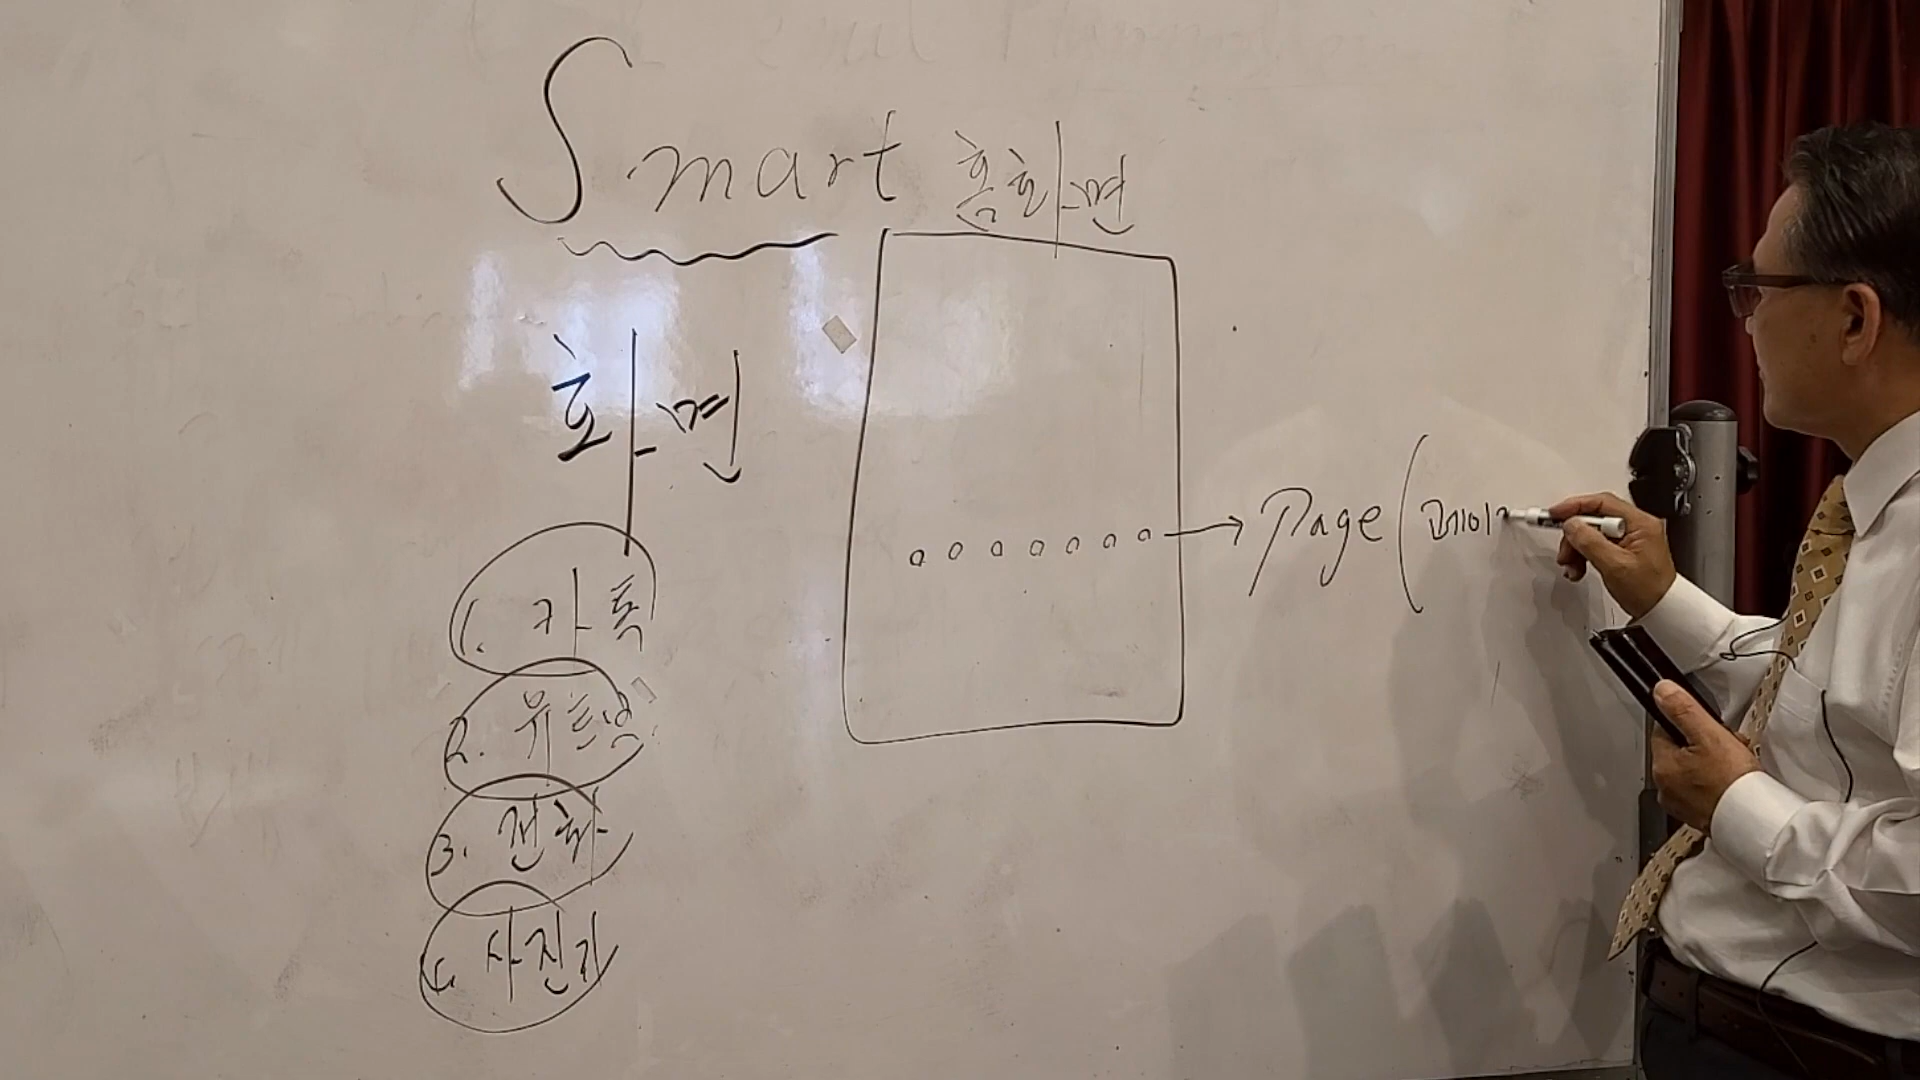 Smart 홈화면
화면
1. 카톡
2. 유튜브
3. 전화
4. 사진기
Page (페이